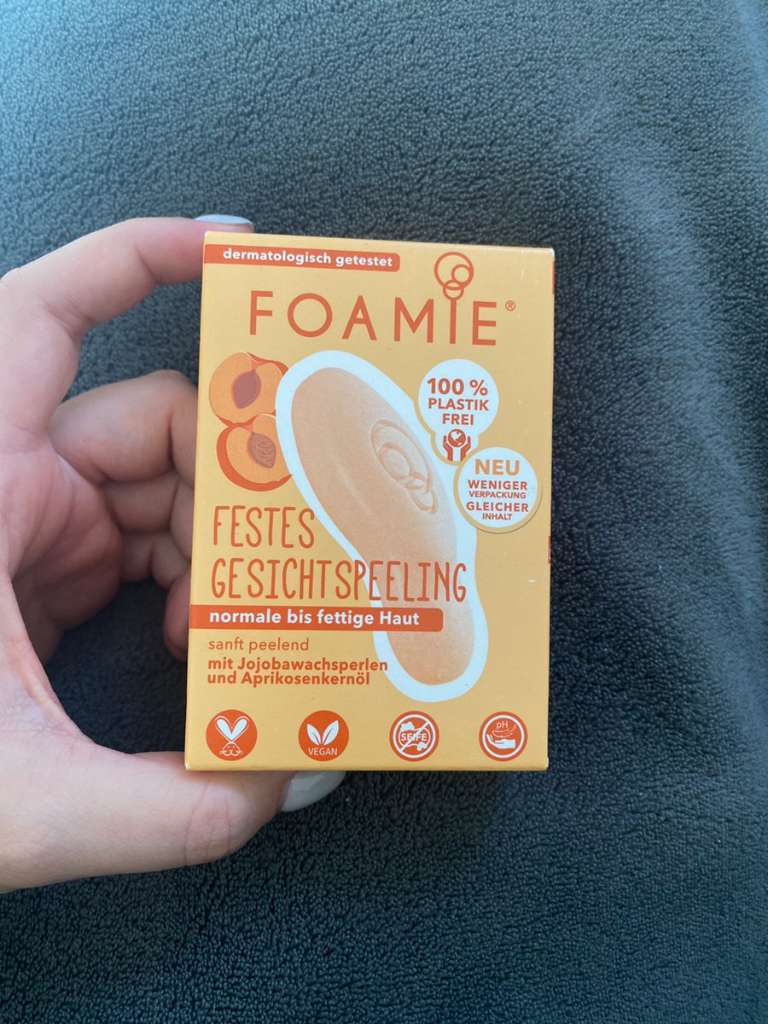 dermatologisch getestet
FOAMIE®
100 %
PLASTIK
FREI
NEU
WENIGER
VERPACKUNG
GLEICHER
INHALT
FESTES
GESICHTSPEELING
normale bis fettige Haut
sanft peelend
mit Jojobawachsperlen
und Aprikosenkernöl
VEGAN
SEIFE
pH